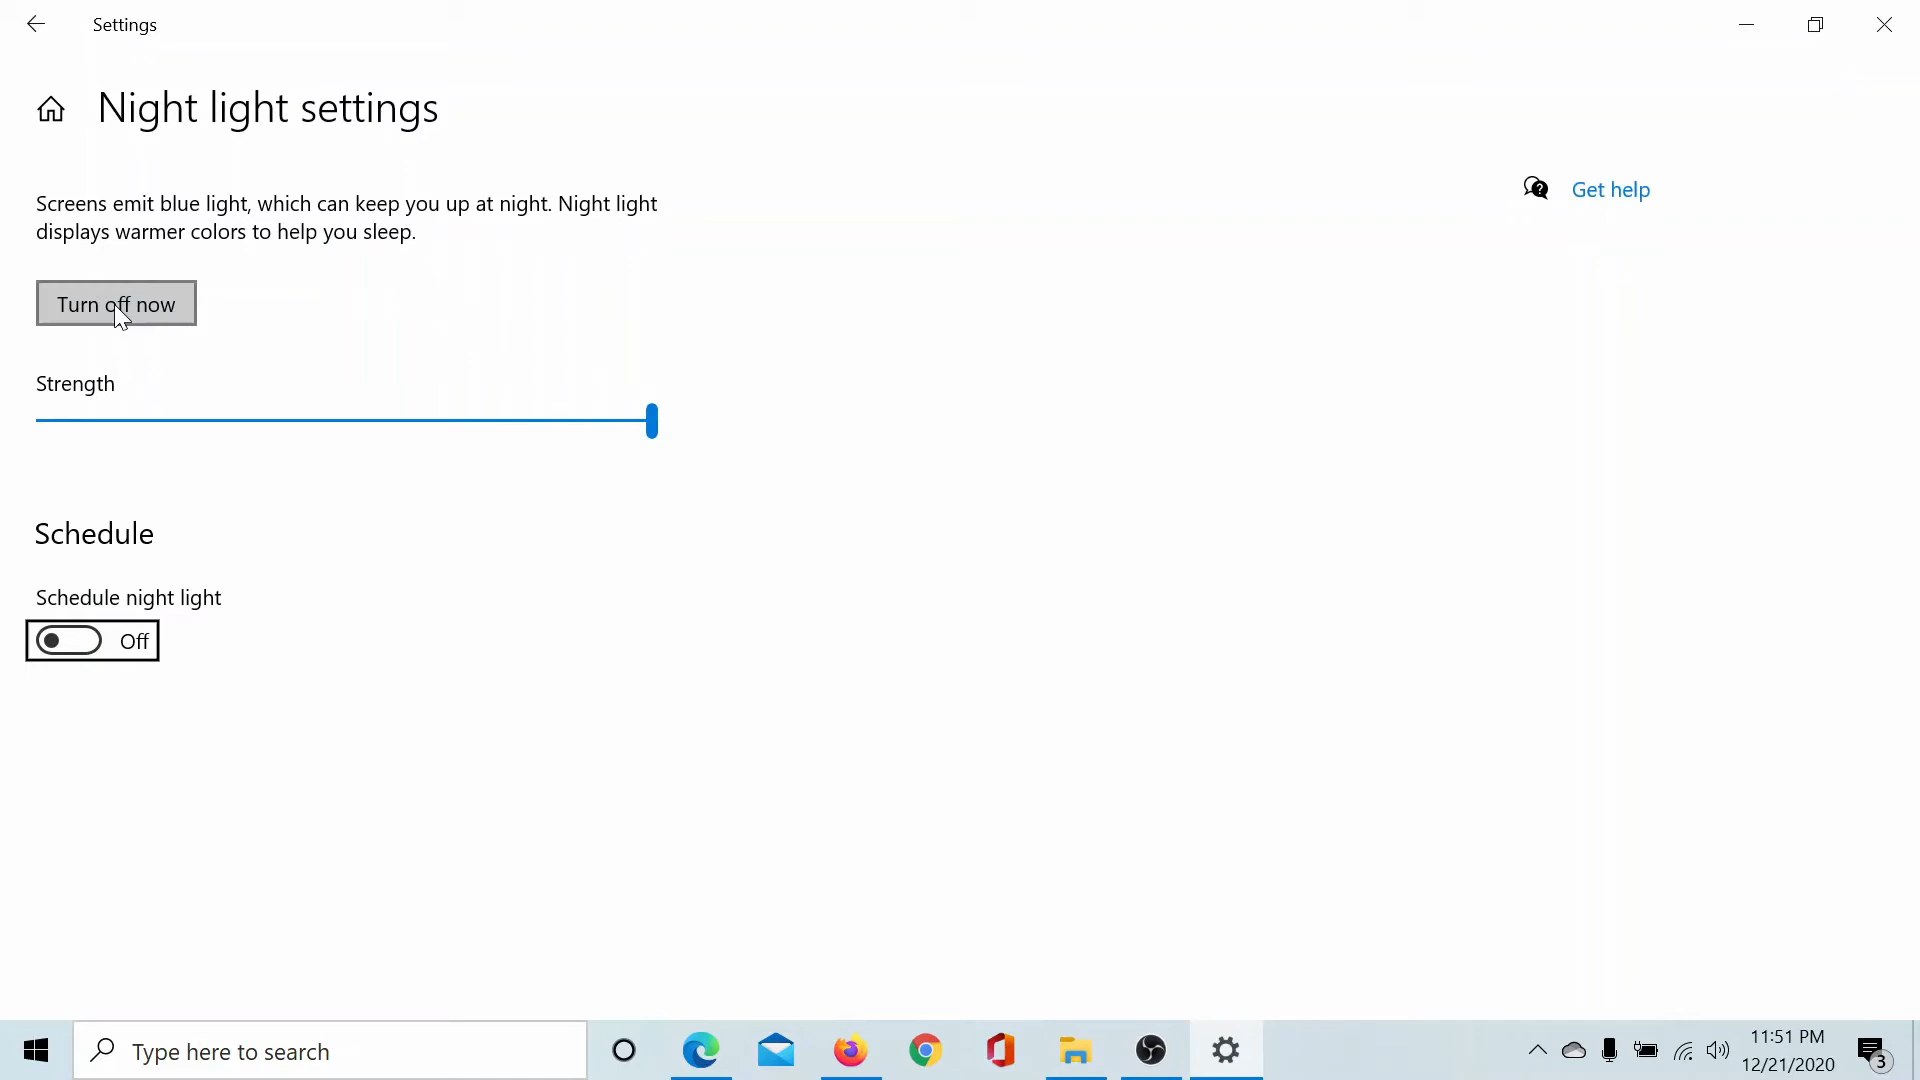 Settings
Night light settings
Screens emit blue light, which can keep you up at night. Night light
displays warmer colors to help you sleep.
Get help
Turn off now
Strength
Schedule
Schedule night light
Off
Type here to search
11:51 PM
12/21/2020
3